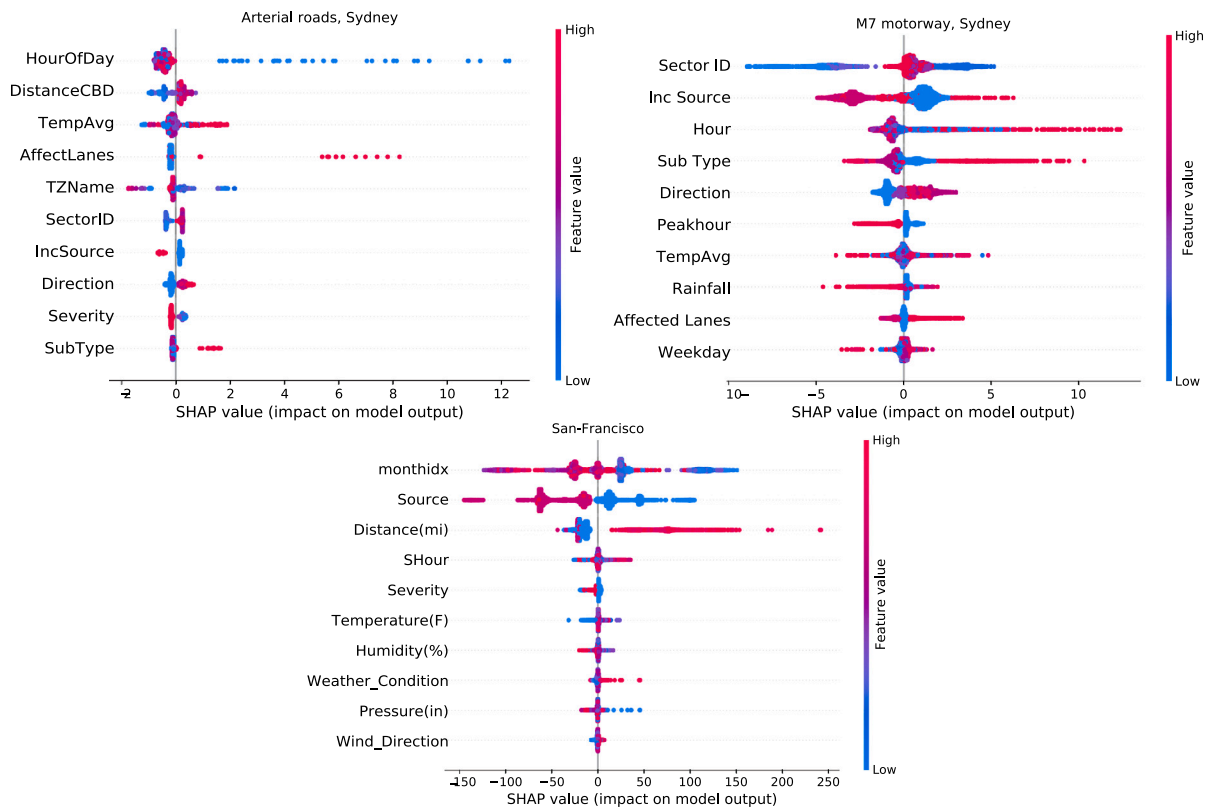 Arterial roads, Sydney
High
HourOfDay
DistanceCBD
TempAvg
AffectLanes
TZName
SectorID
IncSource
Direction
Severity
SubType
Feature value
Low
−2 0 2 4 6 8 10 12
SHAP value (impact on model output)
M7 motorway, Sydney
High
Sector ID
Inc Source
Hour
Sub Type
Direction
Peakhour
TempAvg
Rainfall
Affected Lanes
Weekday
Feature value
Low
10− −5 0 5 10
SHAP value (impact on model output)
San-Francisco
High
monthidx
Source
Distance(mi)
SHour
Severity
Temperature(F)
Humidity(%)
Weather_Condition
Pressure(in)
Wind_Direction
Feature value
Low
−150 −100 −50 0 50 100 150 200 250
SHAP value (impact on model output)